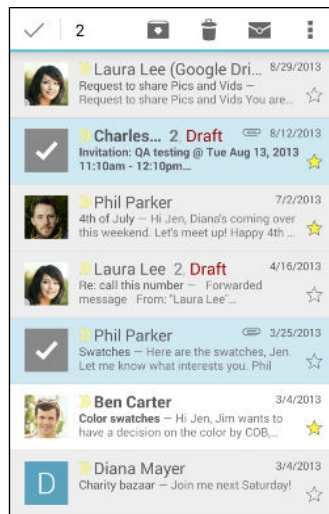 2
Laura Lee (Google Dri... 8/29/2013
Request to share Pics and Vids –
Request to share Pics and Vids You are...
Charles... 2, Draft 8/12/2013
Invitation: QA testing @ Tue Aug 13, 2013
11:10am - 12:10pm...
Phil Parker 7/2/2013
4th of July – Hi Jen, Diana's coming over
this weekend. Let's meet up! Happy 4th ...
Laura Lee 2, Draft 4/16/2013
Re: call this number – Forwarded
message From: "Laura Lee"...
Phil Parker 3/25/2013
Swatches – Here are the swatches, Jen.
Let me know what interests you. Phil
Ben Carter 3/4/2013
Color swatches – Hi Jen, Jim wants to
have a decision on the color by COB,...
D
Diana Mayer 3/4/2013
Charity bazaar – Join me next Saturday!